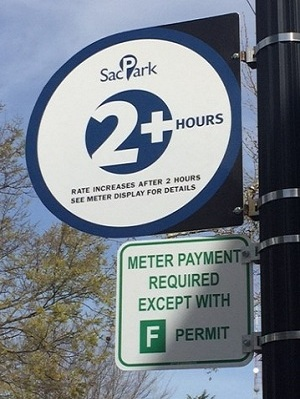 SacPark
2+ HOURS
RATE INCREASES AFTER 2 HOURS
SEE METER DISPLAY FOR DETAILS
METER PAYMENT
REQUIRED
EXCEPT WITH
F PERMIT